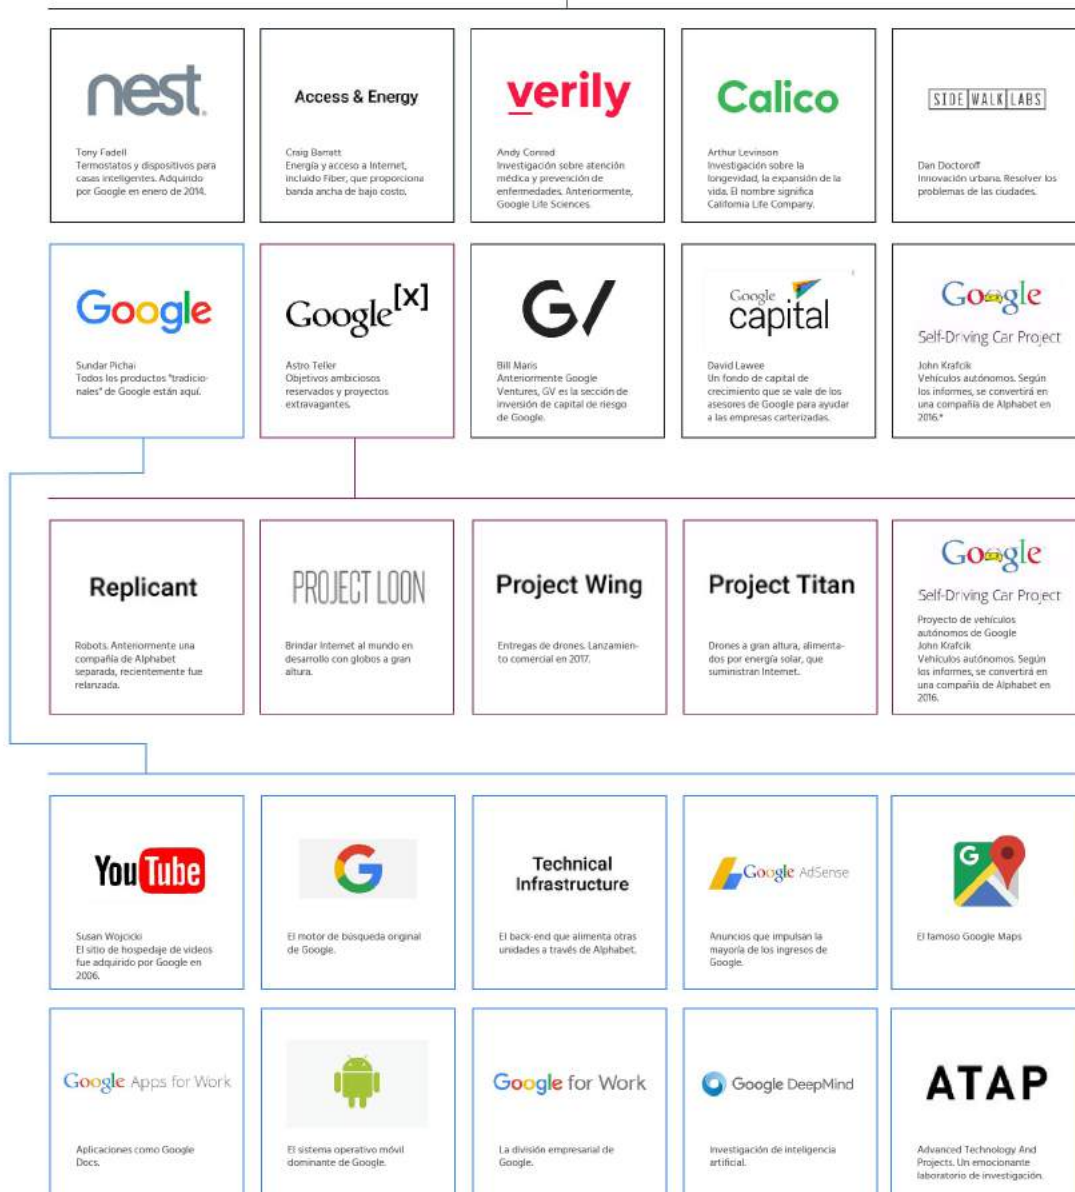 nest
Tony Fadell
Termostatos y dispositivos para
casas inteligentes. Adquirido
por Google en enero de 2014.
Access & Energy
Craig Barratt
Energía y acceso a Internet,
incluido Fiber, que proporciona
banda ancha de bajo costo.
verily
Andy Conrad
Investigación sobre atención
médica y prevención de
enfermedades. Anteriormente,
Google Life Sciences.
Calico
Arthur Levinson
Investigación sobre la
longevidad, la expansión de la
vida. El nombre significa
California Life Company.
SIDEWALK LABS
Dan Doctoroff
Innovación urbana. Resolver los
problemas de las ciudades.
Google
Sundar Pichai
Todos los productos "tradicio-
nales" de Google están aquí.
Google[x]
Astro Teller
Objetivos ambiciosos
reservados y proyectos
extravagantes.
G/
Bill Maris
Anteriormente Google
Ventures, GV es la sección de
inversión de capital de riesgo
de Google.
Google
capital
David Lawee
Un fondo de capital de
crecimiento que se vale de los
asesores de Google para ayudar
a las empresas carterizadas.
Google
Self-Driving Car Project
John Krafcik
Vehículos autónomos. Según
los informes, se convertirá en
una compañía de Alphabet en
2016.*
Replicant
Robots. Anteriormente una
compañía de Alphabet
separada, recientemente fue
relanzada.
PROJECT LOON
Brindar Internet al mundo en
desarrollo con globos a gran
altura.
Project Wing
Entregas de drones. Lanzamien-
to comercial en 2017.
Project Titan
Drones a gran altura, alimenta-
dos por energía solar, que
suministran Internet.
Google
Self-Driving Car Project
Proyecto de vehículos
autónomos de Google
John Krafcik
Vehículos autónomos. Según
los informes, se convertirá en
una compañía de Alphabet en
2016.
YouTube
Susan Wojcicki
El sitio de hospedaje de videos
fue adquirido por Google en
2006.
G
El motor de búsqueda original
de Google.
Technical
Infrastructure
El back-end que alimenta otras
unidades a través de Alphabet.
Google AdSense
Anuncios que impulsan la
mayoría de los ingresos de
Google.
G
El famoso Google Maps
Google Apps for Work
Aplicaciones como Google
Docs.
El sistema operativo móvil
dominante de Google.
Google for Work
La división empresarial de
Google.
Google DeepMind
Investigación de inteligencia
artificial.
ATAP
Advanced Technology And
Projects. Un emocionante
laboratorio de investigación.